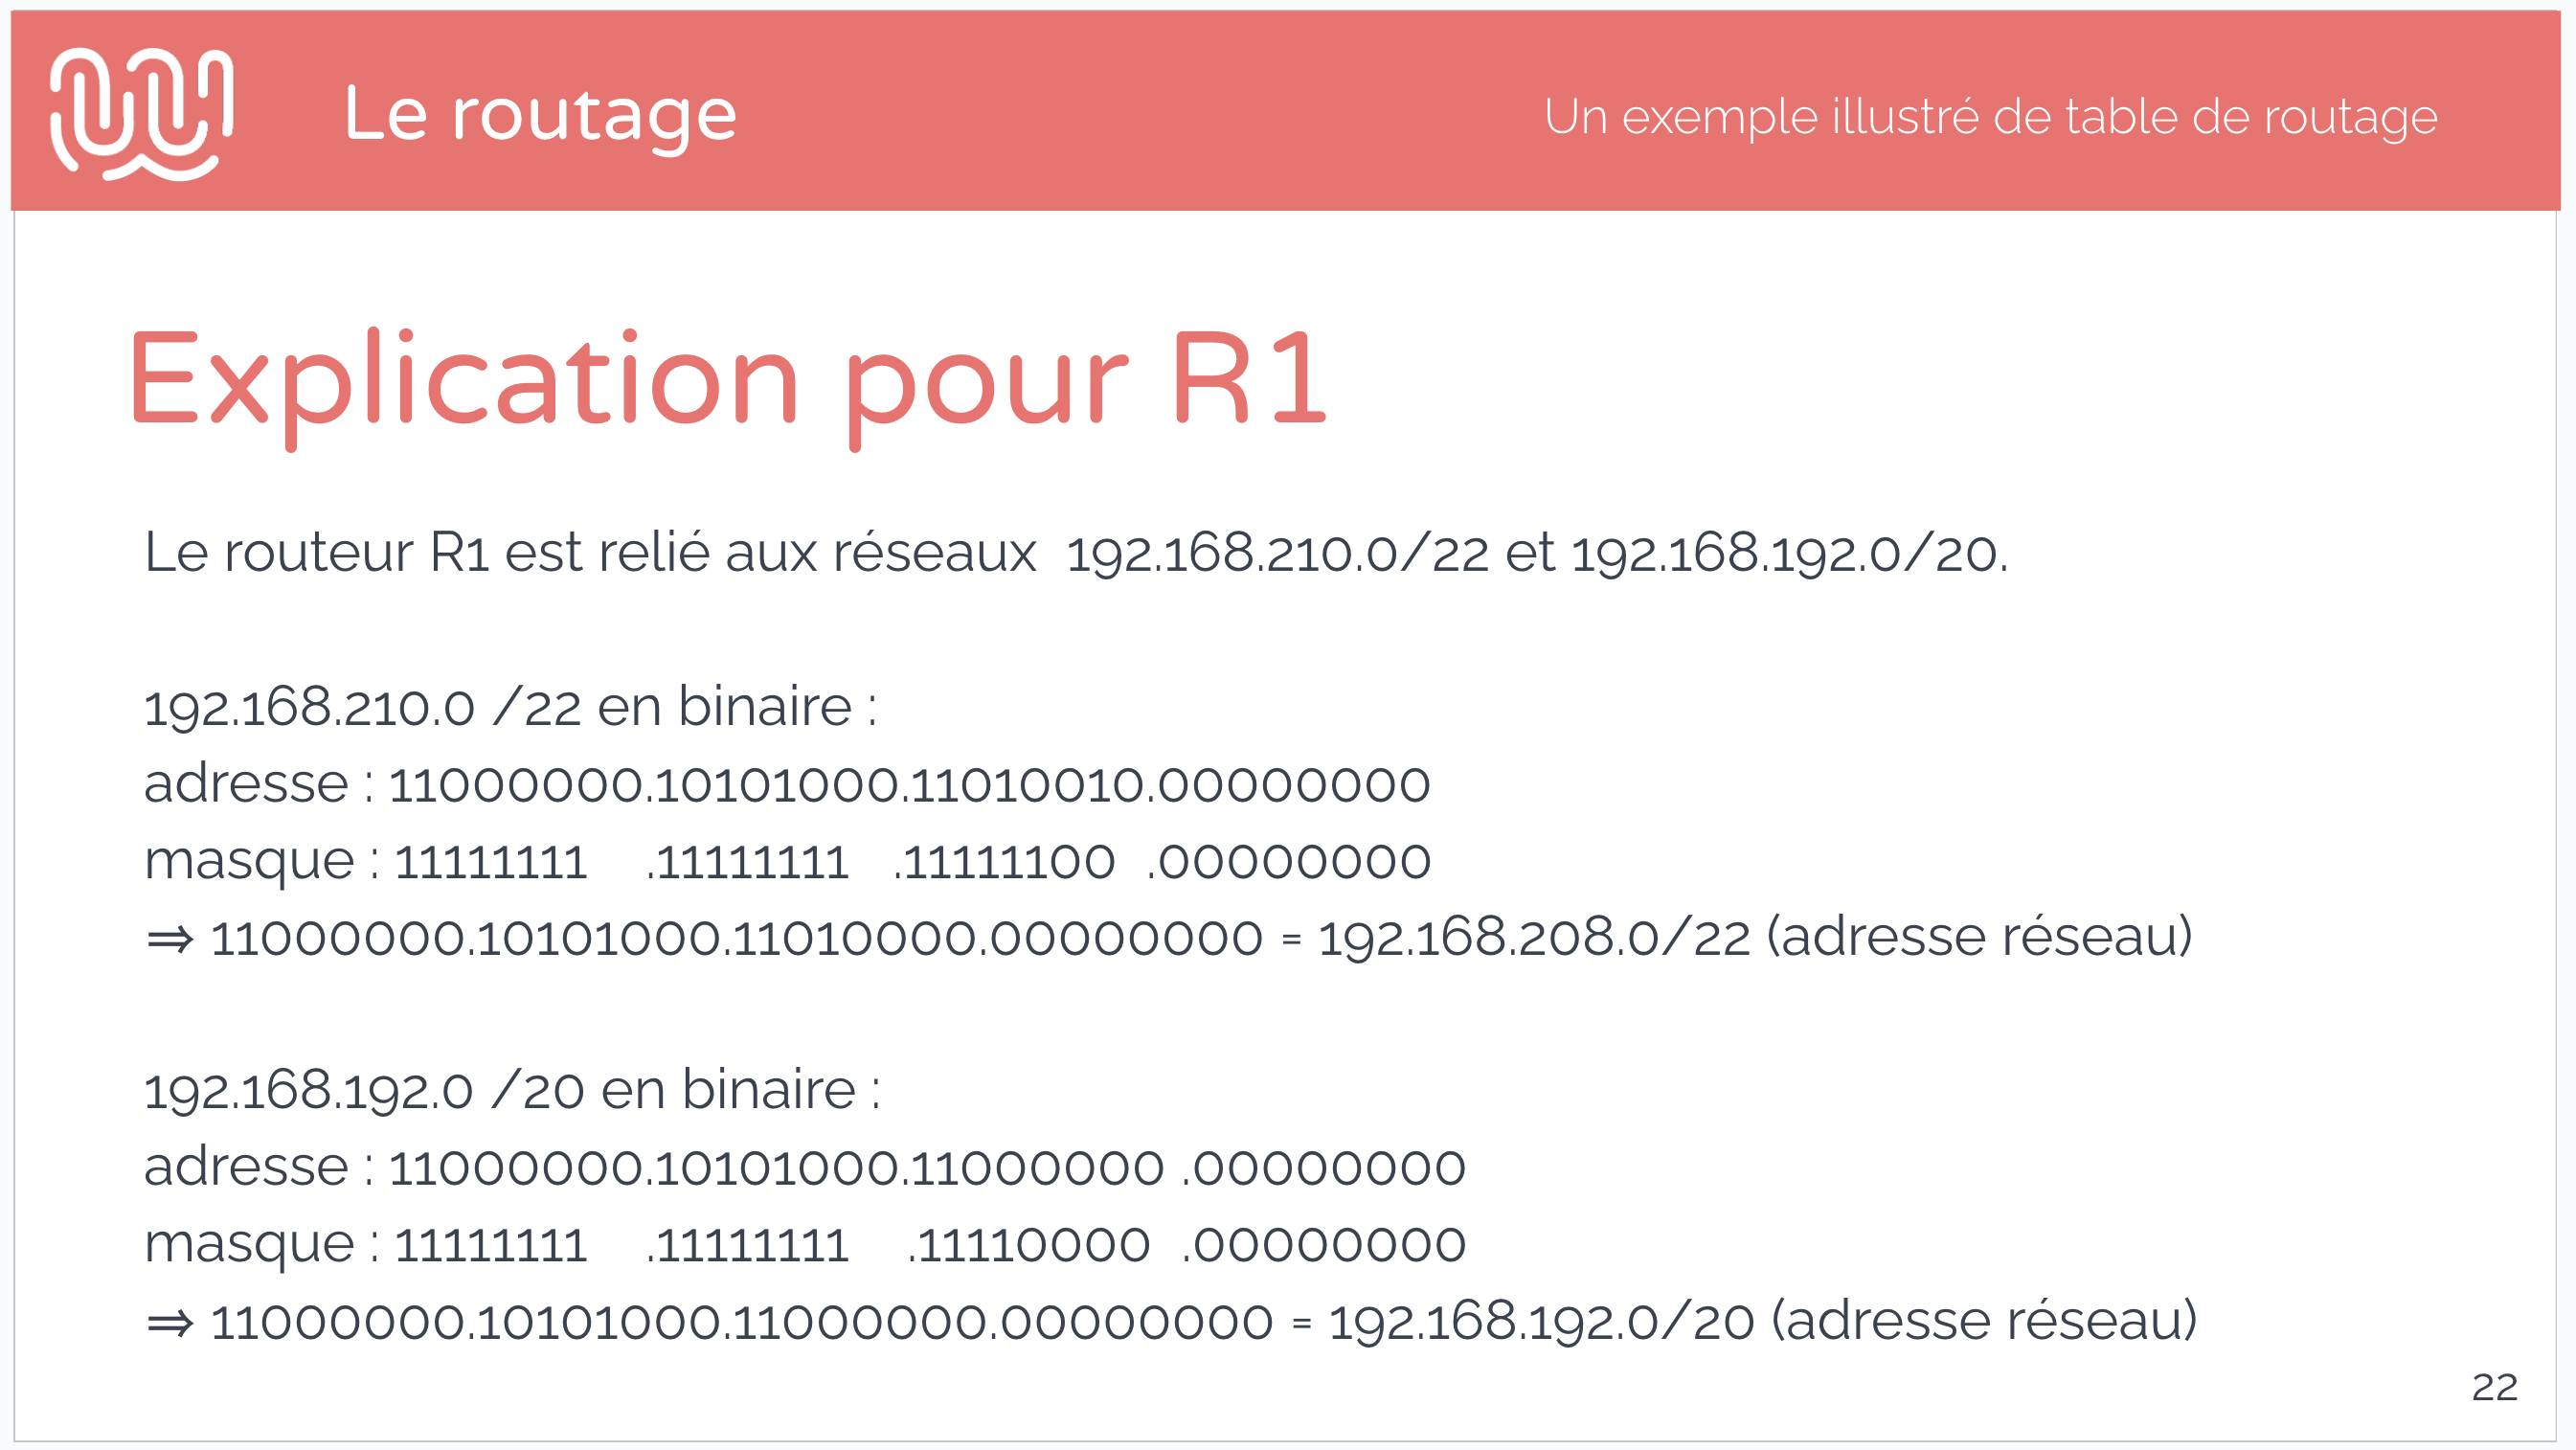 Le routage
Un exemple illustré de table de routage
Explication pour R1
Le routeur R1 est relié aux réseaux 192.168.210.0/22 et 192.168.192.0/20.
192.168.210.0 /22 en binaire :
adresse : 11000000.10101000.11010010.00000000
masque : 11111111 .11111111 .11111100 .00000000
⇒ 11000000.10101000.11010000.00000000 = 192.168.208.0/22 (adresse réseau)
192.168.192.0 /20 en binaire :
adresse : 11000000.10101000.11000000 .00000000
masque : 11111111 .11111111 .11110000 .00000000
⇒ 11000000.10101000.11000000.00000000 = 192.168.192.0/20 (adresse réseau)
22